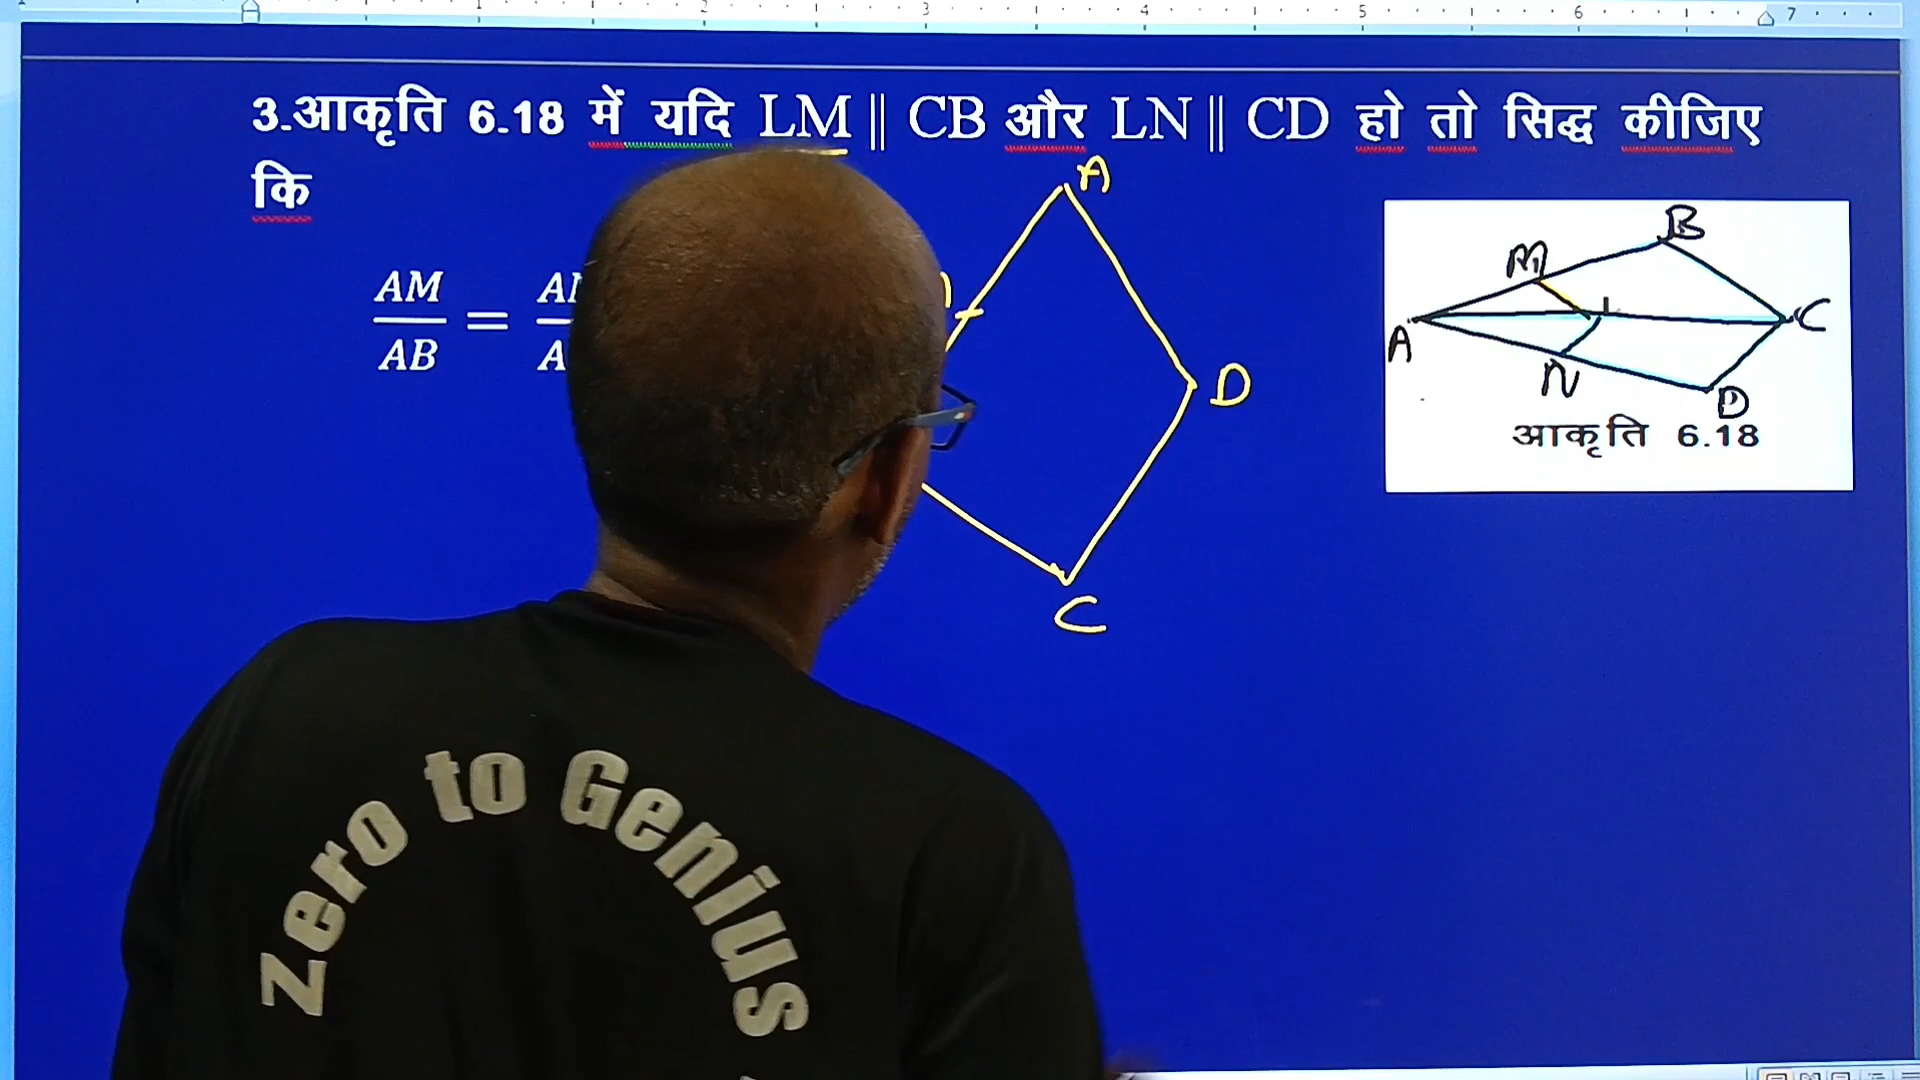 3.आकृति 6.18 में यदि LM || CB और LN || CD हो तो सिद्ध कीजिए
कि
AM
AB
=
A
D
C
M
B
A
L
C
N
D
आकृति 6.18
Zero to Genius